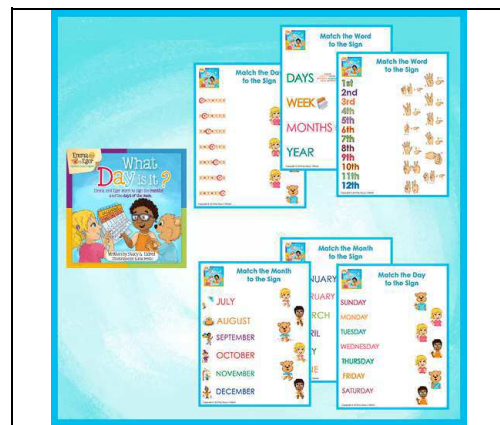 Emma
Tiger
What
Day is it?
Emma and Tiger learn to sign the months
and the days of the week.
Match the Day
to the Sign
Match the Word
to the Sign
DAYS
WEEK
MONTHS
YEAR
Match the Word
to the Sign
1st
2nd
3rd
4th
5th
6th
7th
8th
9th
10th
11th
12th
Match the Month
to the Sign
JULY
AUGUST
SEPTEMBER
OCTOBER
NOVEMBER
DECEMBER
Match the Month
to the Sign
Match the Day
to the Sign
SUNDAY
MONDAY
TUESDAY
WEDNESDAY
THURSDAY
FRIDAY
SATURDAY